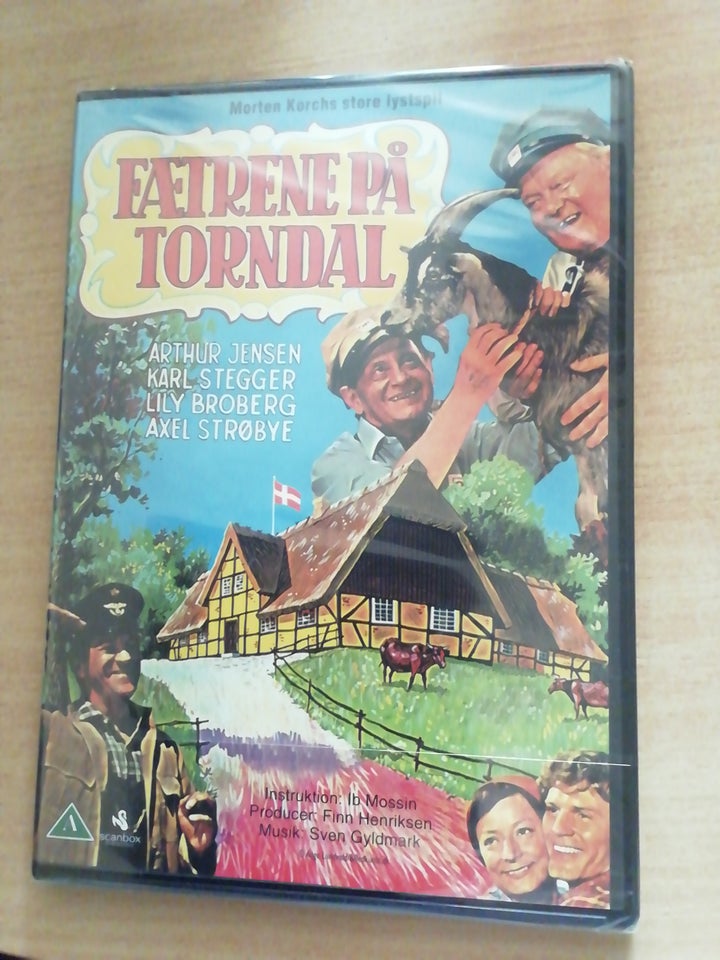 Morten Korchs store lystspil
FÆTRENE PÅ
TORNDAL
ARTHUR JENSEN
KARL STEGGER
LILY BROBERG
AXEL STRØBYE
Instruktion: Ib Mossin
Producer: Finn Henriksen
Musik: Sven Gyldmark
A
scanbox